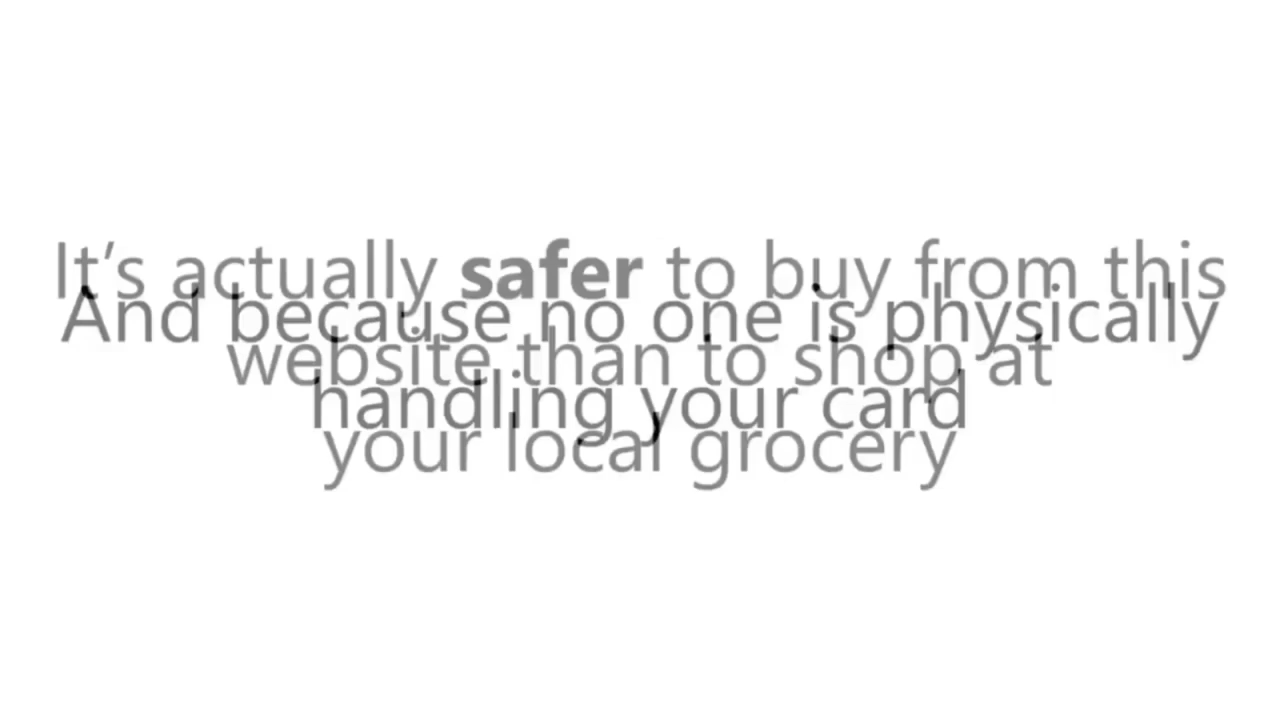 It's actually safer to buy from this
And because no one is physically
website than to shop at
handling your card
your local grocery